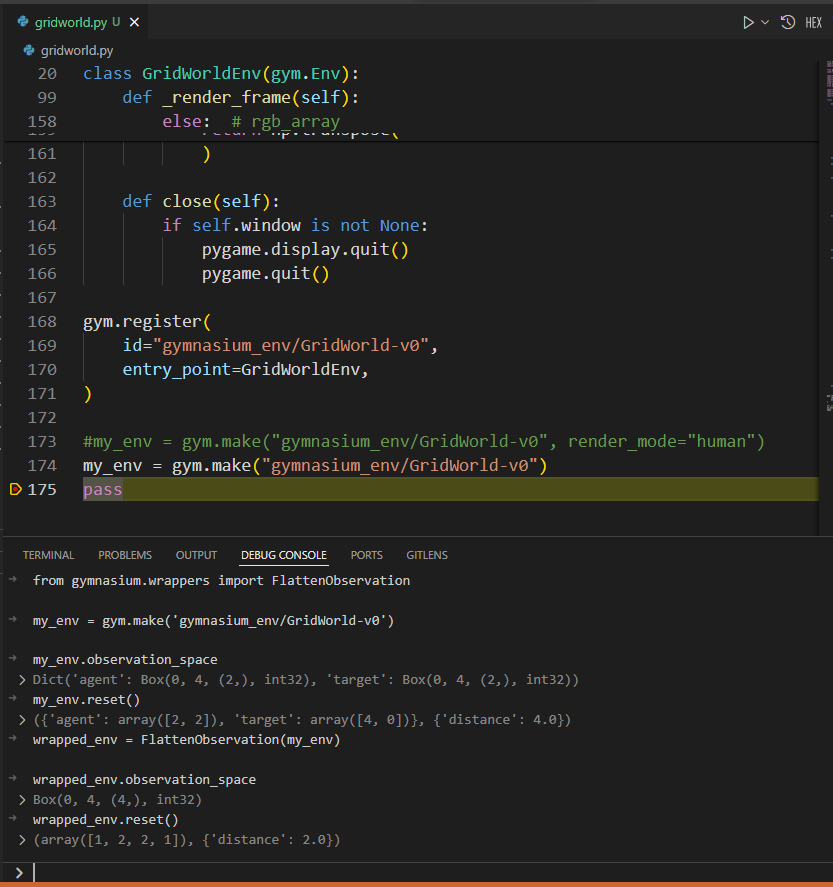 gridworld.py U
HEX
gridworld.py
20 class GridWorldEnv(gym.Env):
99 def _render_frame(self):
158 else: # rgb_array
return np.transpose(
161 )
162
163 def close(self):
164 if self.window is not None:
165 pygame.display.quit()
166 pygame.quit()
167
168 gym.register(
169 id="gymnasium_env/GridWorld-v0",
170 entry_point=GridWorldEnv,
171 )
172
173 #my_env = gym.make("gymnasium_env/GridWorld-v0", render_mode="human")
174 my_env = gym.make("gymnasium_env/GridWorld-v0")
175 pass
TERMINAL PROBLEMS OUTPUT DEBUG CONSOLE PORTS GITLENS
from gymnasium.wrappers import FlattenObservation
my_env = gym.make('gymnasium_env/GridWorld-v0')
my_env.observation_space
Dict('agent': Box(0, 4, (2,), int32), 'target': Box(0, 4, (2,), int32))
my_env.reset()
({'agent': array([2, 2]), 'target': array([4, 0])}, {'distance': 4.0})
wrapped_env = FlattenObservation(my_env)
wrapped_env.observation_space
Box(0, 4, (4,), int32)
wrapped_env.reset()
(array([1, 2, 2, 1]), {'distance': 2.0})